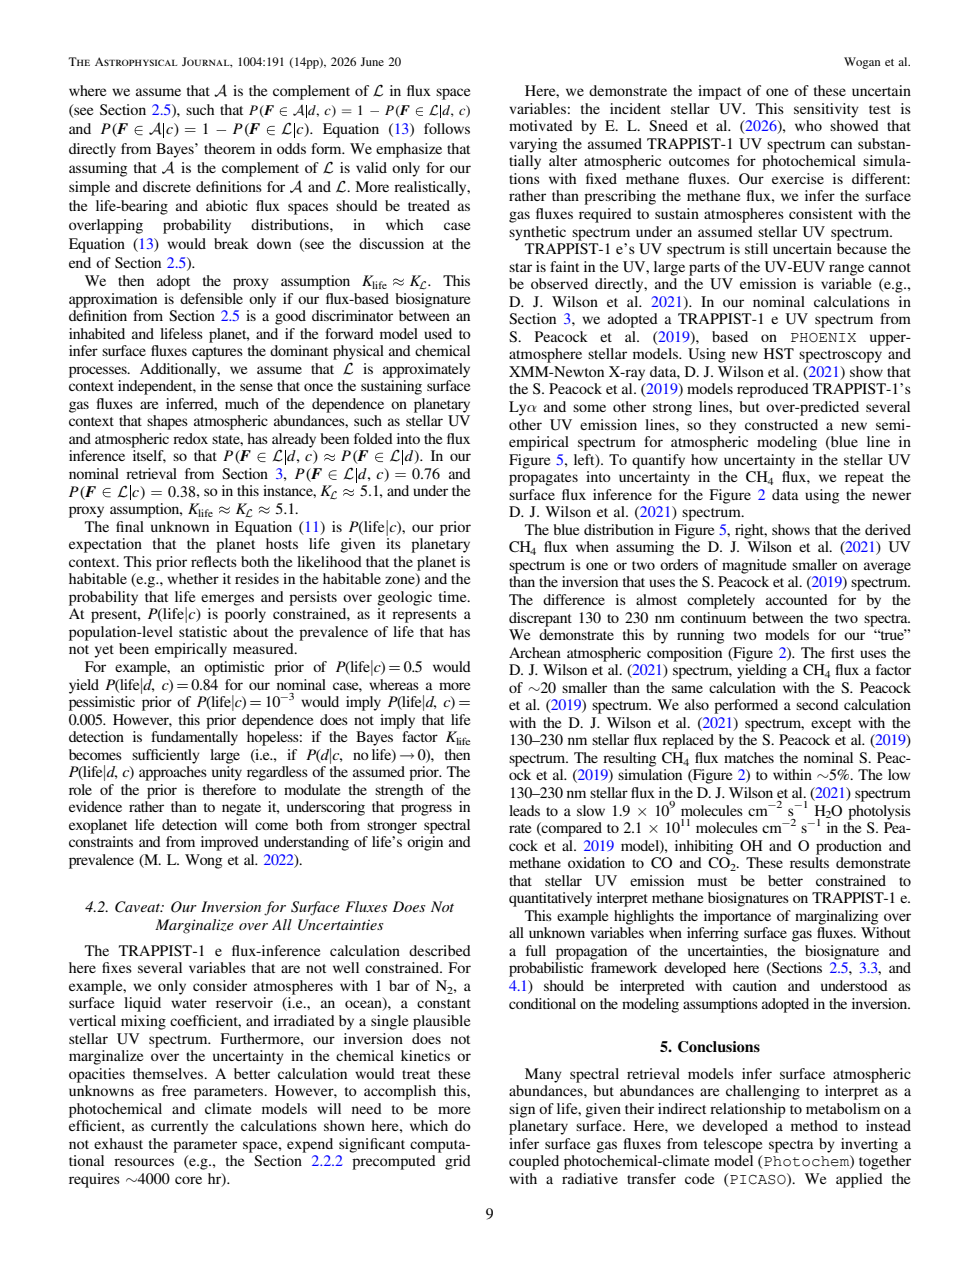 THE ASTROPHYSICAL JOURNAL, 1004:191 (14pp), 2026 June 20
Wogan et al.
where we assume that 𝒜 is the complement of ℒ in flux space
(see Section 2.5), such that P(F ∈ 𝒜|d, c) = 1 − P(F ∈ ℒ|d, c)
and P(F ∈ 𝒜|c) = 1 − P(F ∈ ℒ|c). Equation (13) follows
directly from Bayes’ theorem in odds form. We emphasize that
assuming that 𝒜 is the complement of ℒ is valid only for our
simple and discrete definitions for 𝒜 and ℒ. More realistically,
the life-bearing and abiotic flux spaces should be treated as
overlapping probability distributions, in which case
Equation (13) would break down (see the discussion at the
end of Section 2.5).
We then adopt the proxy assumption K_life ≈ K_ℒ. This
approximation is defensible only if our flux-based biosignature
definition from Section 2.5 is a good discriminator between an
inhabited and lifeless planet, and if the forward model used to
infer surface fluxes captures the dominant physical and chemical
processes. Additionally, we assume that ℒ is approximately
context independent, in the sense that once the sustaining surface
gas fluxes are inferred, much of the dependence on planetary
context that shapes atmospheric abundances, such as stellar UV
and atmospheric redox state, has already been folded into the flux
inference itself, so that P(F ∈ ℒ|d, c) ≈ P(F ∈ ℒ|d). In our
nominal retrieval from Section 3, P(F ∈ ℒ|d, c) = 0.76 and
P(F ∈ ℒ|c) = 0.38, so in this instance, K_ℒ ≈ 5.1, and under the
proxy assumption, K_life ≈ K_ℒ ≈ 5.1.
The final unknown in Equation (11) is P(life|c), our prior
expectation that the planet hosts life given its planetary
context. This prior reflects both the likelihood that the planet is
habitable (e.g., whether it resides in the habitable zone) and the
probability that life emerges and persists over geologic time.
At present, P(life|c) is poorly constrained, as it represents a
population-level statistic about the prevalence of life that has
not yet been empirically measured.
For example, an optimistic prior of P(life|c) = 0.5 would
yield P(life|d, c) = 0.84 for our nominal case, whereas a more
pessimistic prior of P(life|c) = 10⁻³ would imply P(life|d, c) =
0.005. However, this prior dependence does not imply that life
detection is fundamentally hopeless: if the Bayes factor K_life
becomes sufficiently large (i.e., if P(d|c, no life) → 0), then
P(life|d, c) approaches unity regardless of the assumed prior. The
role of the prior is therefore to modulate the strength of the
evidence rather than to negate it, underscoring that progress in
exoplanet life detection will come both from stronger spectral
constraints and from improved understanding of life’s origin and
prevalence (M. L. Wong et al. 2022).
4.2. Caveat: Our Inversion for Surface Fluxes Does Not
Marginalize over All Uncertainties
The TRAPPIST-1 e flux-inference calculation described
here fixes several variables that are not well constrained. For
example, we only consider atmospheres with 1 bar of N₂, a
surface liquid water reservoir (i.e., an ocean), a constant
vertical mixing coefficient, and irradiated by a single plausible
stellar UV spectrum. Furthermore, our inversion does not
marginalize over the uncertainty in the chemical kinetics or
opacities themselves. A better calculation would treat these
unknowns as free parameters. However, to accomplish this,
photochemical and climate models will need to be more
efficient, as currently the calculations shown here, which do
not exhaust the parameter space, expend significant computa-
tional resources (e.g., the Section 2.2.2 precomputed grid
requires ~4000 core hr).
Here, we demonstrate the impact of one of these uncertain
variables: the incident stellar UV. This sensitivity test is
motivated by E. L. Sneed et al. (2026), who showed that
varying the assumed TRAPPIST-1 UV spectrum can substan-
tially alter atmospheric outcomes for photochemical simula-
tions with fixed methane fluxes. Our exercise is different:
rather than prescribing the methane flux, we infer the surface
gas fluxes required to sustain atmospheres consistent with the
synthetic spectrum under an assumed stellar UV spectrum.
TRAPPIST-1 e’s UV spectrum is still uncertain because the
star is faint in the UV, large parts of the UV-EUV range cannot
be observed directly, and the UV emission is variable (e.g.,
D. J. Wilson et al. 2021). In our nominal calculations in
Section 3, we adopted a TRAPPIST-1 e UV spectrum from
S. Peacock et al. (2019), based on PHOENIX upper-
atmosphere stellar models. Using new HST spectroscopy and
XMM-Newton X-ray data, D. J. Wilson et al. (2021) show that
the S. Peacock et al. (2019) models reproduced TRAPPIST-1’s
Lyα and some other strong lines, but over-predicted several
other UV emission lines, so they constructed a new semi-
empirical spectrum for atmospheric modeling (blue line in
Figure 5, left). To quantify how uncertainty in the stellar UV
propagates into uncertainty in the CH₄ flux, we repeat the
surface flux inference for the Figure 2 data using the newer
D. J. Wilson et al. (2021) spectrum.
The blue distribution in Figure 5, right, shows that the derived
CH₄ flux when assuming the D. J. Wilson et al. (2021) UV
spectrum is one or two orders of magnitude smaller on average
than the inversion that uses the S. Peacock et al. (2019) spectrum.
The difference is almost completely accounted for by the
discrepant 130 to 230 nm continuum between the two spectra.
We demonstrate this by running two models for our “true”
Archean atmospheric composition (Figure 2). The first uses the
D. J. Wilson et al. (2021) spectrum, yielding a CH₄ flux a factor
of ~20 smaller than the same calculation with the S. Peacock
et al. (2019) spectrum. We also performed a second calculation
with the D. J. Wilson et al. (2021) spectrum, except with the
130–230 nm stellar flux replaced by the S. Peacock et al. (2019)
spectrum. The resulting CH₄ flux matches the nominal S. Peac-
ock et al. (2019) simulation (Figure 2) to within ~5%. The low
130–230 nm stellar flux in the D. J. Wilson et al. (2021) spectrum
leads to a slow 1.9 × 10⁹ molecules cm⁻² s⁻¹ H₂O photolysis
rate (compared to 2.1 × 10¹¹ molecules cm⁻² s⁻¹ in the S. Pea-
cock et al. 2019 model), inhibiting OH and O production and
methane oxidation to CO and CO₂. These results demonstrate
that stellar UV emission must be better constrained to
quantitatively interpret methane biosignatures on TRAPPIST-1 e.
This example highlights the importance of marginalizing over
all unknown variables when inferring surface gas fluxes. Without
a full propagation of the uncertainties, the biosignature and
probabilistic framework developed here (Sections 2.5, 3.3, and
4.1) should be interpreted with caution and understood as
conditional on the modeling assumptions adopted in the inversion.
5. Conclusions
Many spectral retrieval models infer surface atmospheric
abundances, but abundances are challenging to interpret as a
sign of life, given their indirect relationship to metabolism on a
planetary surface. Here, we developed a method to instead
infer surface gas fluxes from telescope spectra by inverting a
coupled photochemical-climate model (Photochem) together
with a radiative transfer code (PICASO). We applied the
9